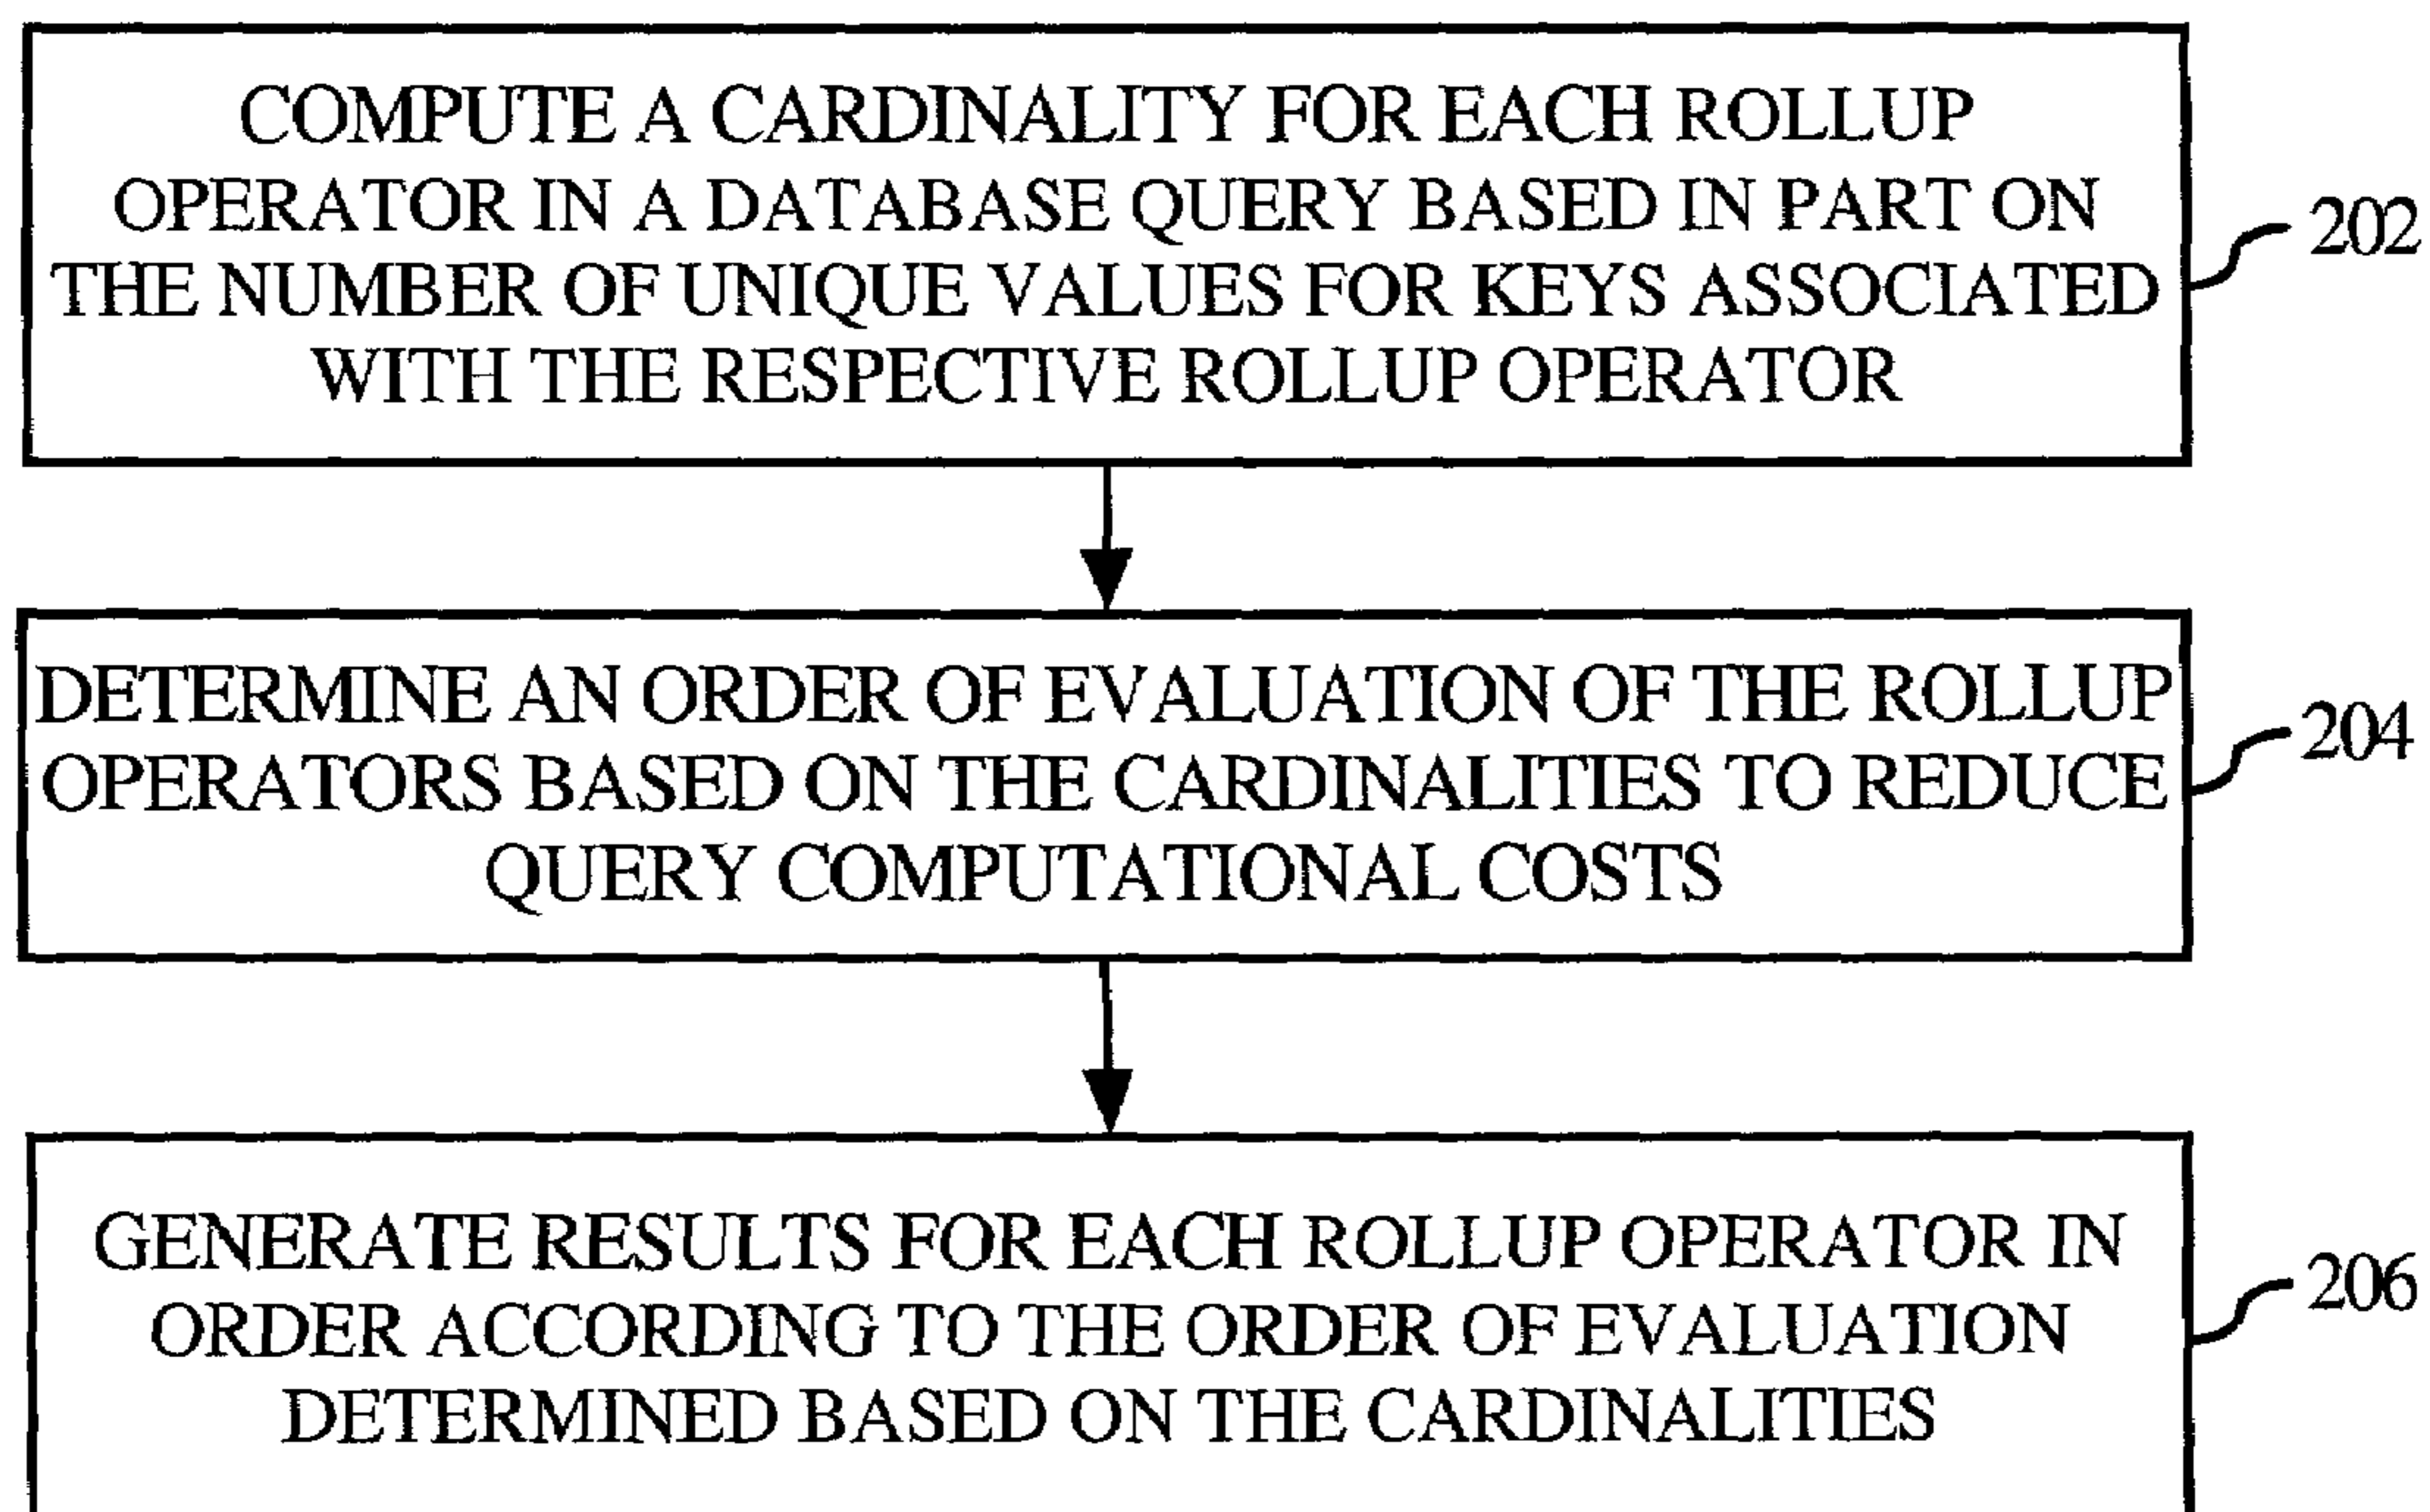 COMPUTE A CARDINALITY FOR EACH ROLLUP
OPERATOR IN A DATABASE QUERY BASED IN PART ON
THE NUMBER OF UNIQUE VALUES FOR KEYS ASSOCIATED
WITH THE RESPECTIVE ROLLUP OPERATOR
202
DETERMINE AN ORDER OF EVALUATION OF THE ROLLUP
OPERATORS BASED ON THE CARDINALITIES TO REDUCE
QUERY COMPUTATIONAL COSTS
204
GENERATE RESULTS FOR EACH ROLLUP OPERATOR IN
ORDER ACCORDING TO THE ORDER OF EVALUATION
DETERMINED BASED ON THE CARDINALITIES
206